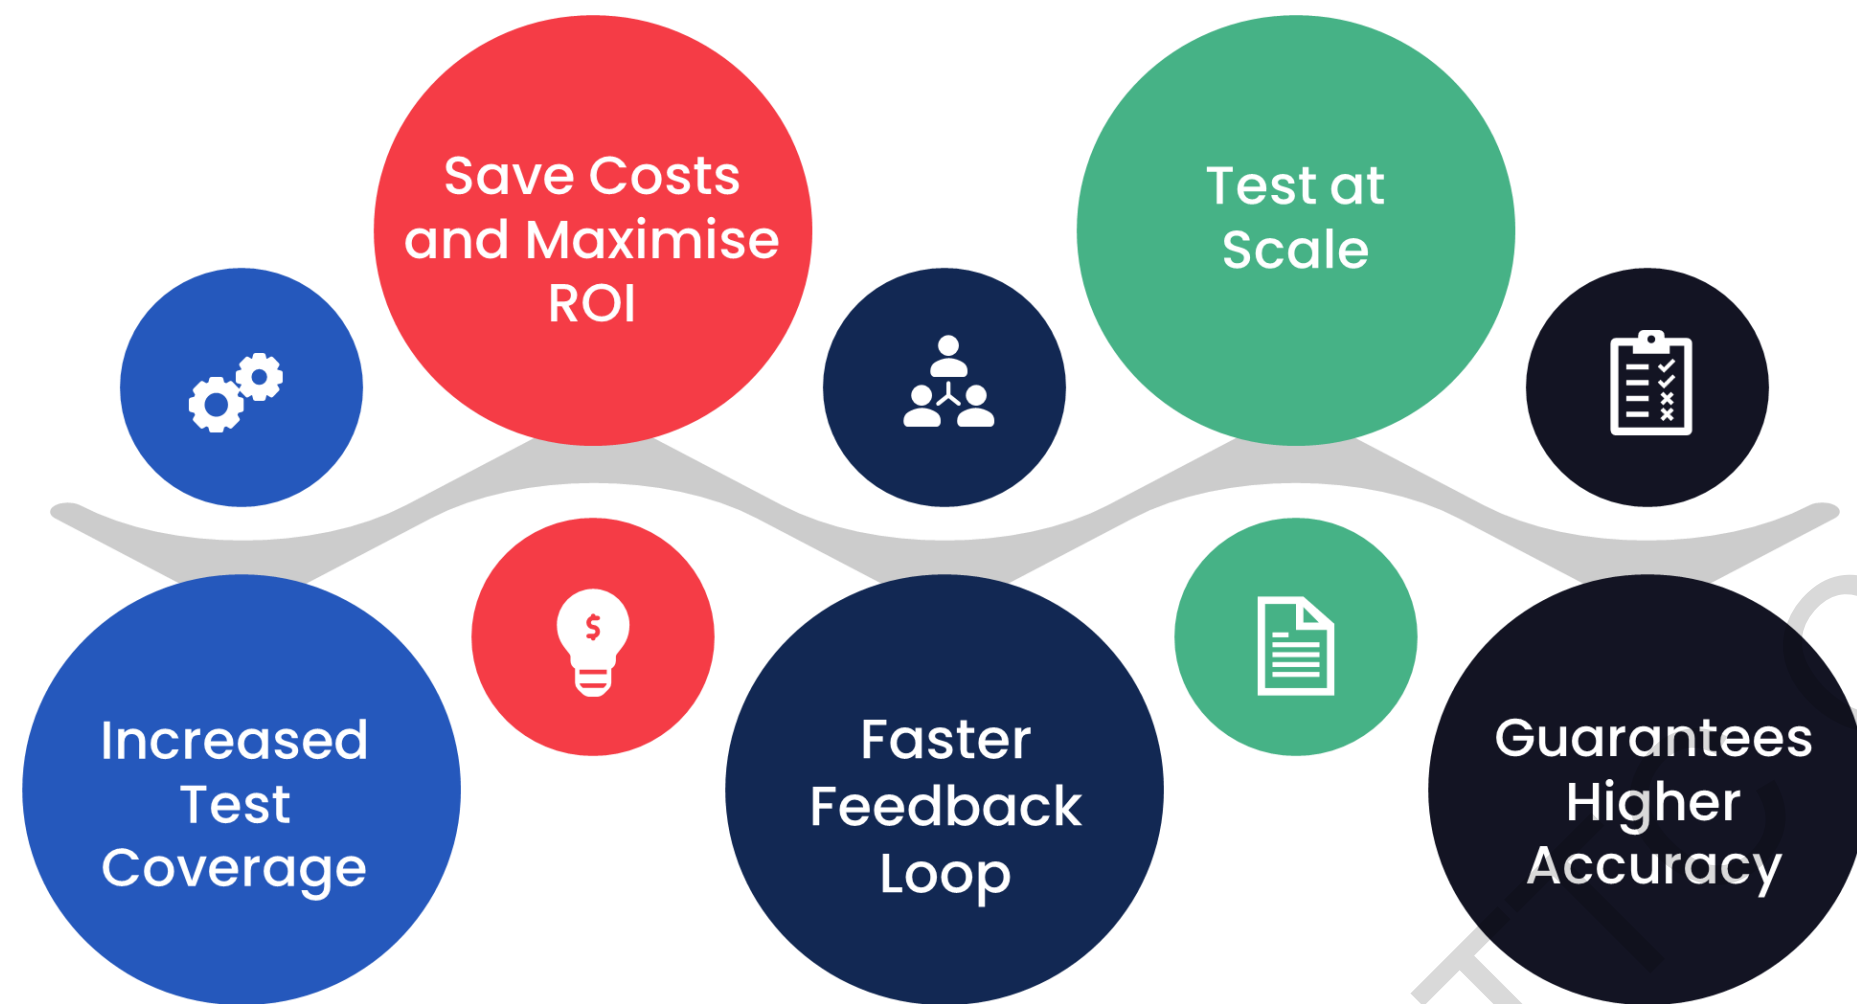 Increased
Test
Coverage
Save Costs
and Maximise
ROI
$
Faster
Feedback
Loop
Test at
Scale
Guarantees
Higher
Accuracy